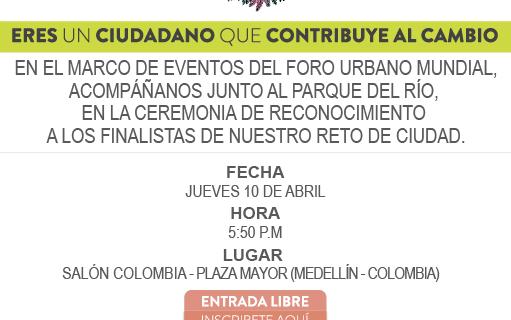 ERES UN CIUDADANO QUE CONTRIBUYE AL CAMBIO
EN EL MARCO DE EVENTOS DEL FORO URBANO MUNDIAL,
ACOMPÁÑANOS JUNTO AL PARQUE DEL RÍO,
EN LA CEREMONIA DE RECONOCIMIENTO
A LOS FINALISTAS DE NUESTRO RETO DE CIUDAD.
FECHA
JUEVES 10 DE ABRIL
HORA
5:50 P.M
LUGAR
SALÓN COLOMBIA - PLAZA MAYOR (MEDELLÍN - COLOMBIA)
ENTRADA LIBRE
INSCRIBETE AQUÍ